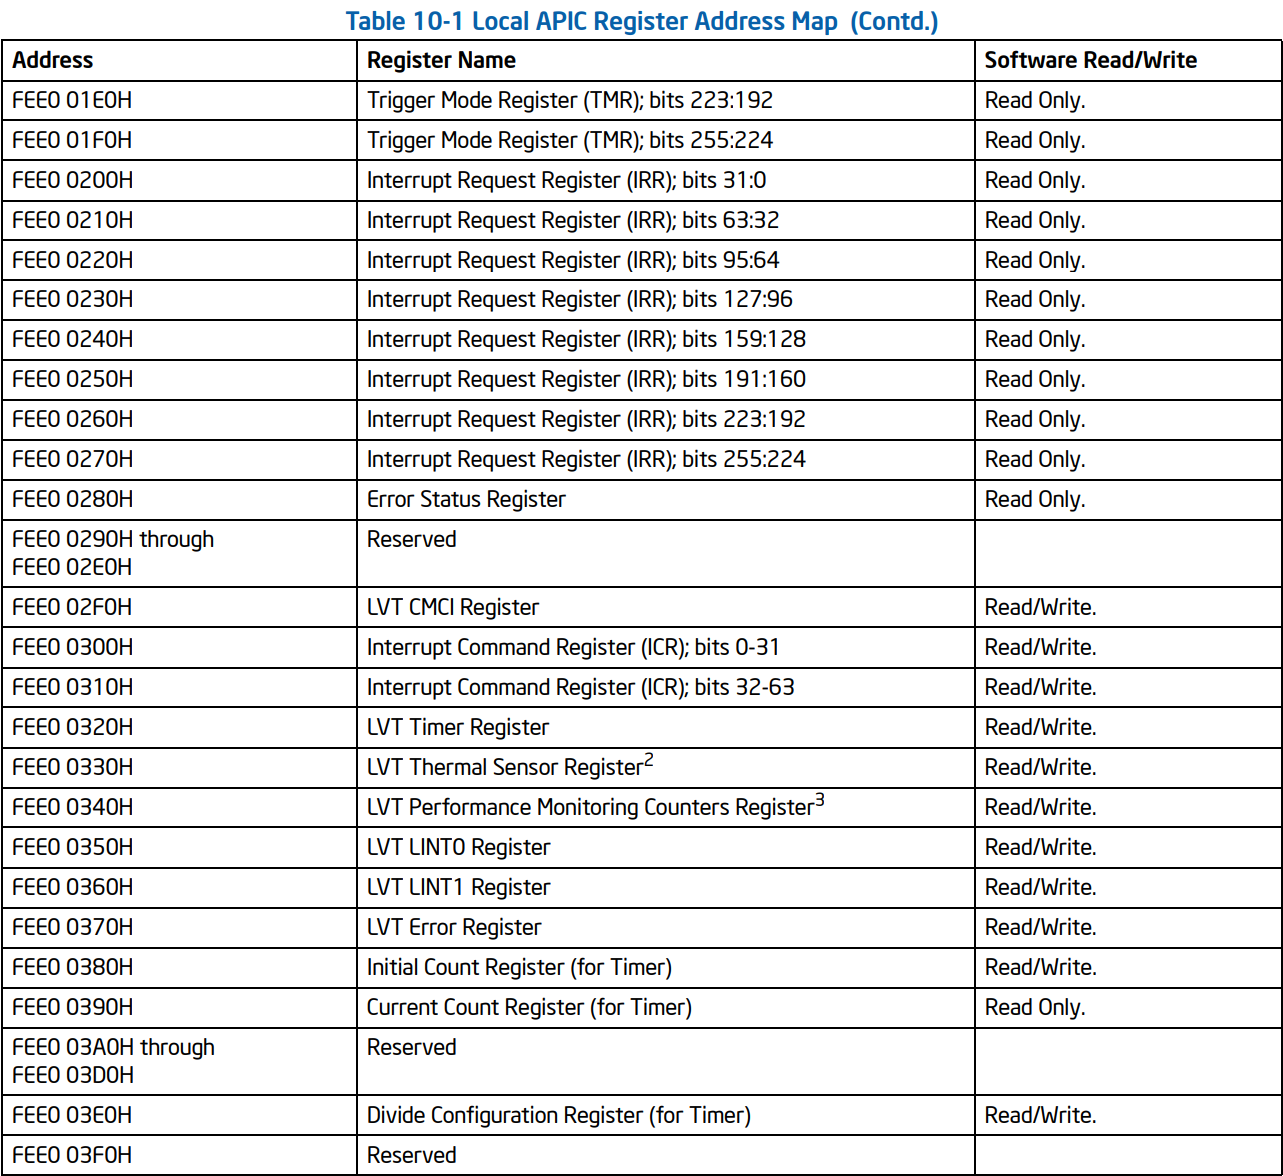 Table 10-1 Local APIC Register Address Map (Contd.)
Address Register Name Software Read/Write
FEE0 01E0H Trigger Mode Register (TMR); bits 223:192 Read Only.
FEE0 01F0H Trigger Mode Register (TMR); bits 255:224 Read Only.
FEE0 0200H Interrupt Request Register (IRR); bits 31:0 Read Only.
FEE0 0210H Interrupt Request Register (IRR); bits 63:32 Read Only.
FEE0 0220H Interrupt Request Register (IRR); bits 95:64 Read Only.
FEE0 0230H Interrupt Request Register (IRR); bits 127:96 Read Only.
FEE0 0240H Interrupt Request Register (IRR); bits 159:128 Read Only.
FEE0 0250H Interrupt Request Register (IRR); bits 191:160 Read Only.
FEE0 0260H Interrupt Request Register (IRR); bits 223:192 Read Only.
FEE0 0270H Interrupt Request Register (IRR); bits 255:224 Read Only.
FEE0 0280H Error Status Register Read Only.
FEE0 0290H through Reserved
FEE0 02E0H
FEE0 02F0H LVT CMCI Register Read/Write.
FEE0 0300H Interrupt Command Register (ICR); bits 0-31 Read/Write.
FEE0 0310H Interrupt Command Register (ICR); bits 32-63 Read/Write.
FEE0 0320H LVT Timer Register Read/Write.
FEE0 0330H LVT Thermal Sensor Register2 Read/Write.
FEE0 0340H LVT Performance Monitoring Counters Register3 Read/Write.
FEE0 0350H LVT LINT0 Register Read/Write.
FEE0 0360H LVT LINT1 Register Read/Write.
FEE0 0370H LVT Error Register Read/Write.
FEE0 0380H Initial Count Register (for Timer) Read/Write.
FEE0 0390H Current Count Register (for Timer) Read Only.
FEE0 03A0H through Reserved
FEE0 03D0H
FEE0 03E0H Divide Configuration Register (for Timer) Read/Write.
FEE0 03F0H Reserved